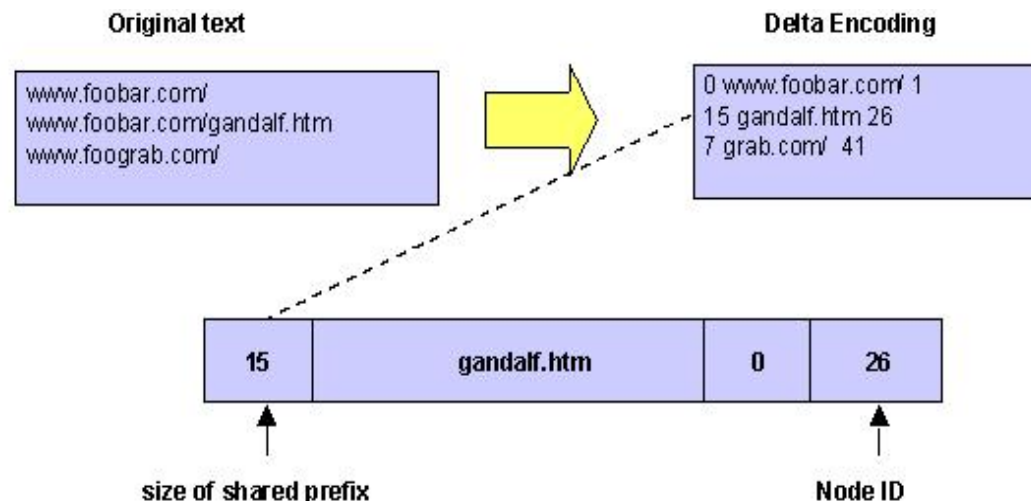 Original text
Delta Encoding
www.foobar.com/
www.foobar.com/gandalf.htm
www.foograb.com/
0 www.foobar.com/ 1
15 gandalf.htm 26
7 grab.com/ 41
15 gandalf.htm 0 26
size of shared prefix
Node ID